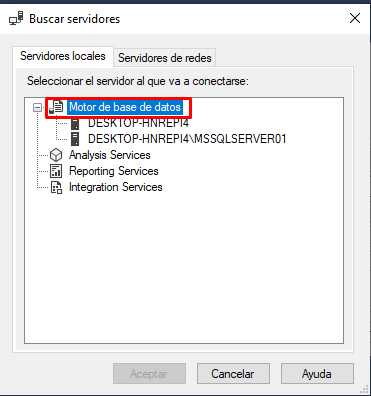 Buscar servidores
Servidores locales
Servidores de redes
Seleccionar el servidor al que va a conectarse:
Motor de base de datos
DESKTOP-HNREPI4
DESKTOP-HNREPI4\MSSQLSERVER01
Analysis Services
Reporting Services
Integration Services
Aceptar
Cancelar
Ayuda